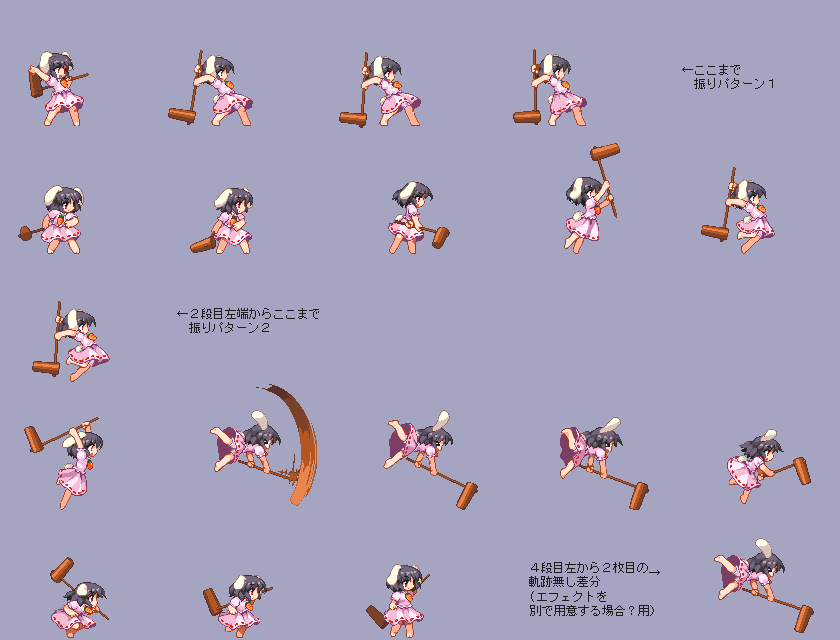 ←ここまで
振りパターン１
←２段目左端からここまで
振りパターン２
４段目左から２枚目の→
軌跡無し差分
（エフェクトを
別で用意する場合？用）